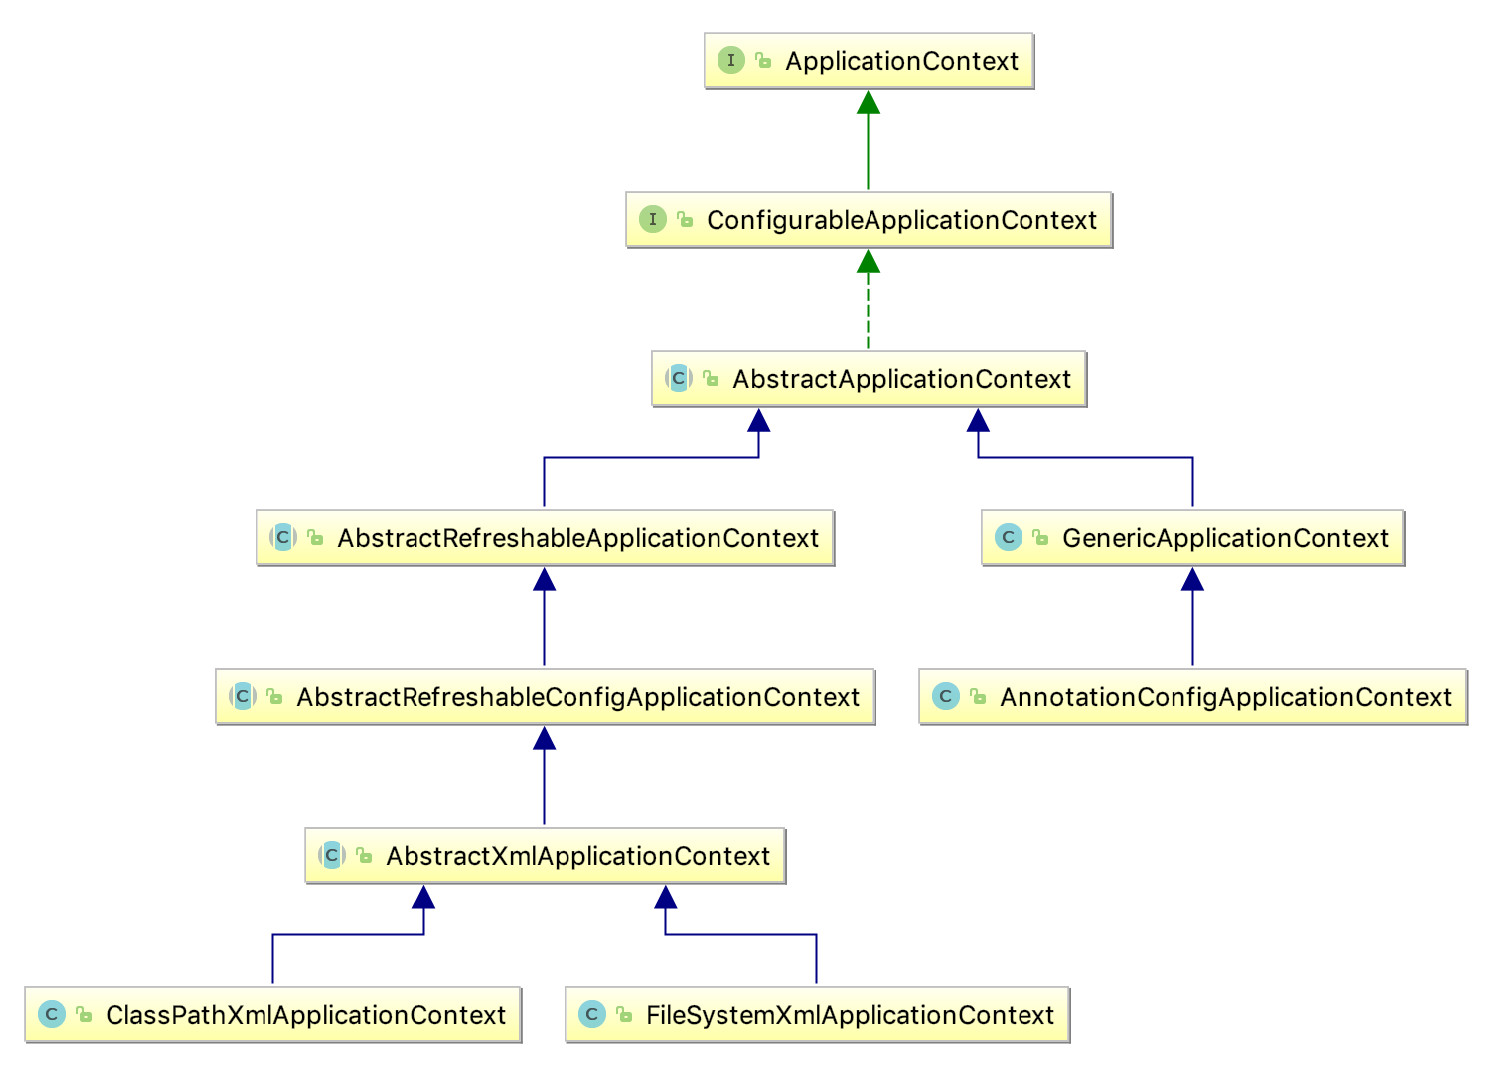 I ApplicationContext
I ConfigurableApplicationContext
C AbstractApplicationContext
C AbstractRefreshableApplicationContext
C GenericApplicationContext
C AbstractRefreshableConfigApplicationContext
C AnnotationConfigApplicationContext
C AbstractXmlApplicationContext
C ClassPathXmlApplicationContext
C FileSystemXmlApplicationContext